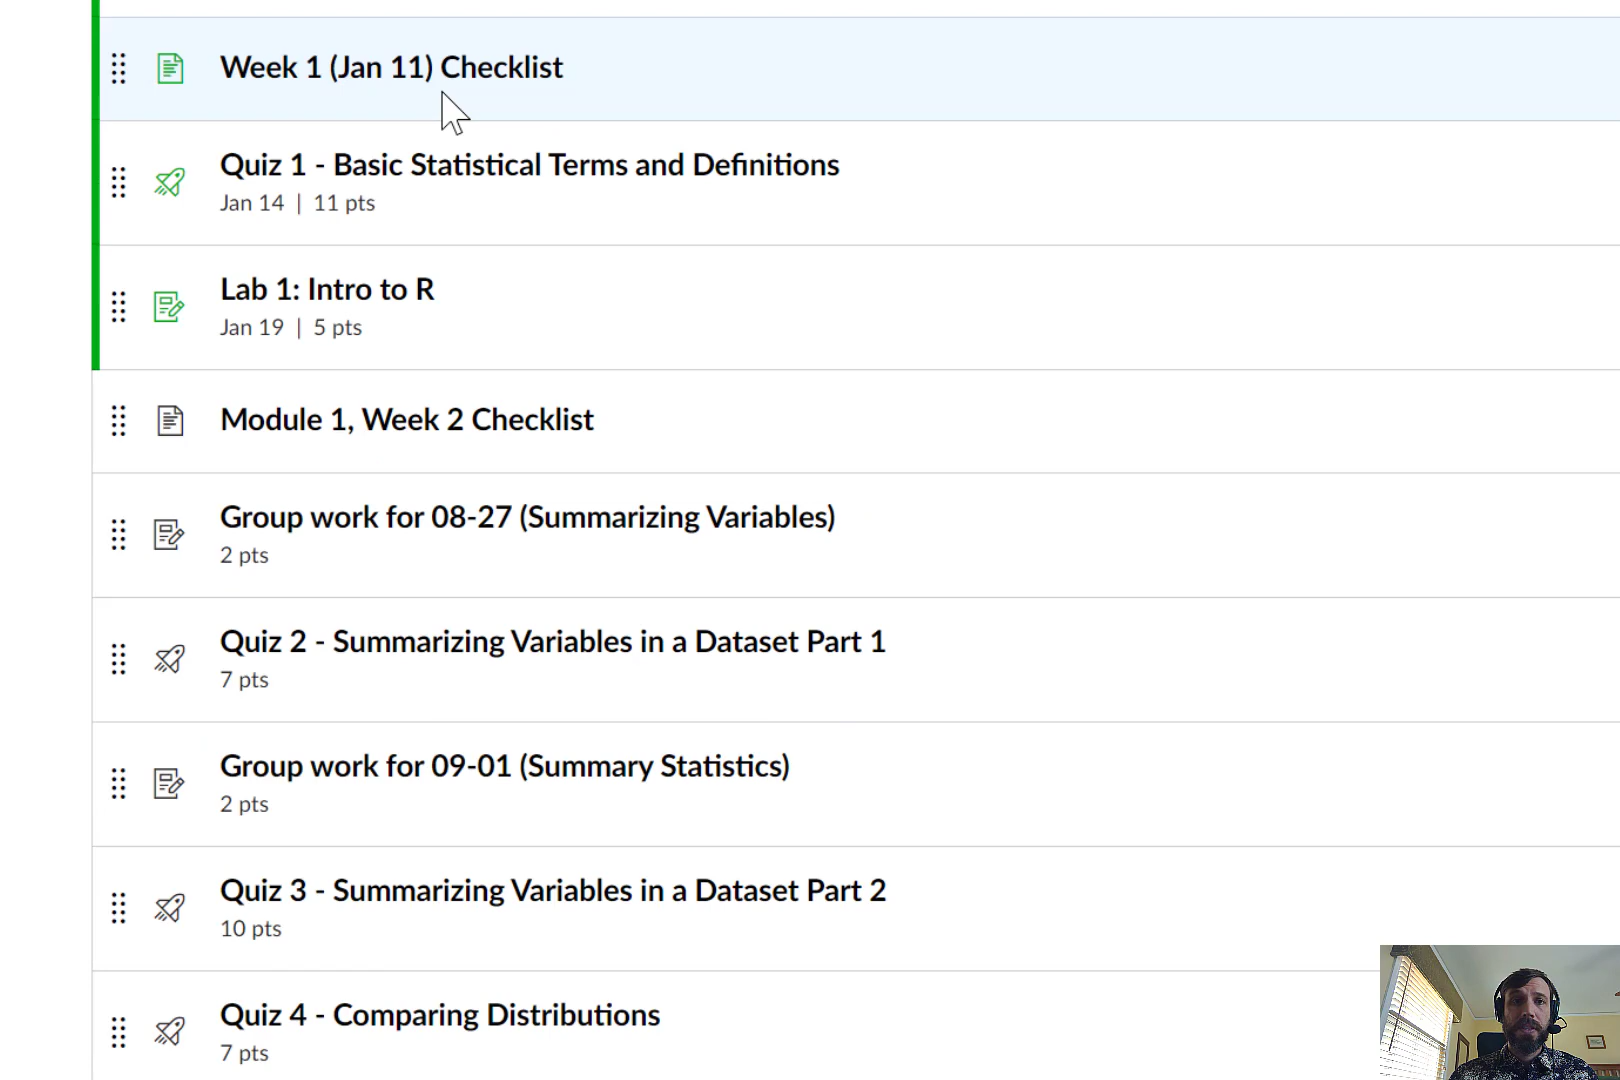 Week 1 (Jan 11) Checklist
Quiz 1 - Basic Statistical Terms and Definitions
Jan 14 | 11 pts
Lab 1: Intro to R
Jan 19 | 5 pts
Module 1, Week 2 Checklist
Group work for 08-27 (Summarizing Variables)
2 pts
Quiz 2 - Summarizing Variables in a Dataset Part 1
7 pts
Group work for 09-01 (Summary Statistics)
2 pts
Quiz 3 - Summarizing Variables in a Dataset Part 2
10 pts
Quiz 4 - Comparing Distributions
7 pts